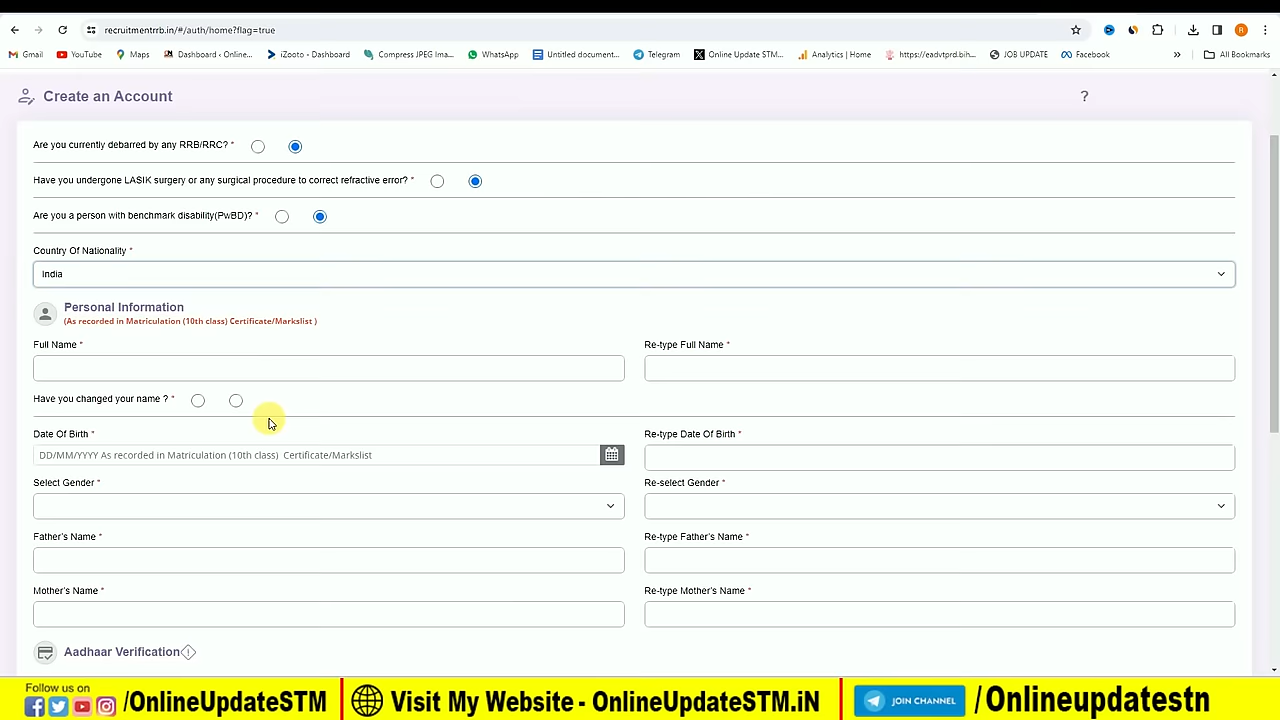 recruitmentrrb.in/#/auth/home?flag=true
Gmail YouTube Maps Dashboard ‹ Online... iZooto › Dashboard Compress JPEG Ima... WhatsApp Untitled document... Telegram Online Update STM... Analytics | Home https://eadvtprd.bih... JOB UPDATE Facebook » All Bookmarks
Create an Account ?
Are you currently debarred by any RRB/RRC? *
Have you undergone LASIK surgery or any surgical procedure to correct refractive error? *
Are you a person with benchmark disability(PwBD)? *
Country Of Nationality *
India
Personal Information
(As recorded in Matriculation (10th class) Certificate/Markslist )
Full Name * Re-type Full Name *
Have you changed your name ? *
Date Of Birth * Re-type Date Of Birth *
DD/MM/YYYY As recorded in Matriculation (10th class) Certificate/Markslist
Select Gender * Re-select Gender *
Father's Name * Re-type Father's Name *
Mother's Name * Re-type Mother's Name *
Aadhaar Verification
Follow us on
/OnlineUpdateSTM Visit My Website - OnlineUpdateSTM.iN JOIN CHANNEL /Onlineupdatestn